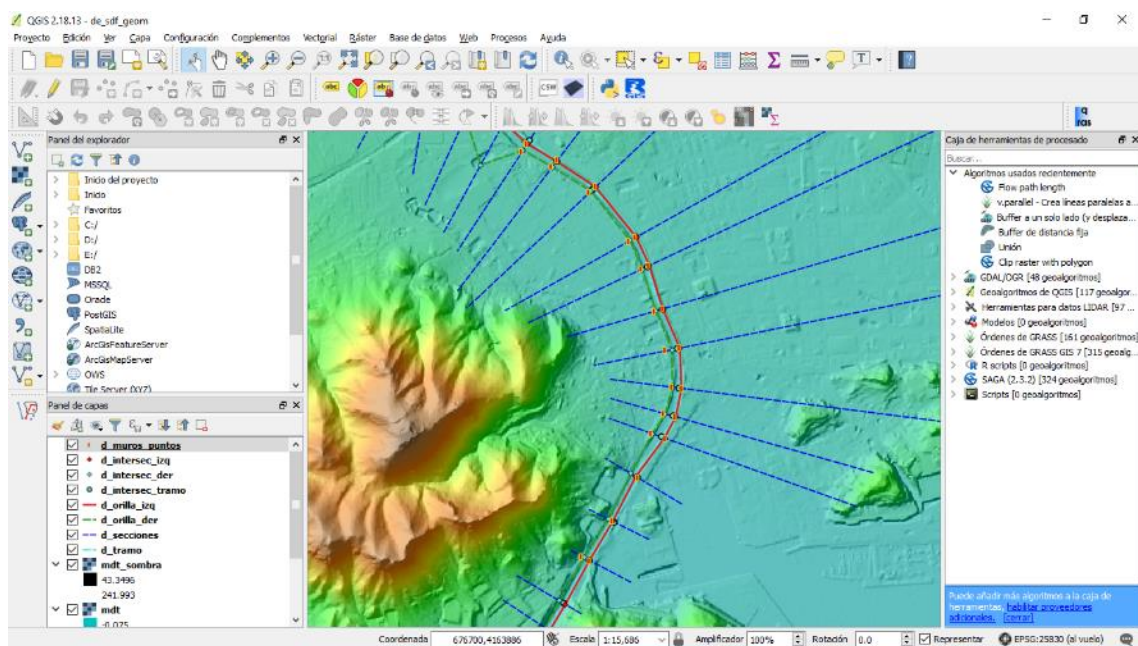 QGIS 2.18.13 - de_sdf_geom
Proyecto Edición Ver Capa Configuración Complementos Vectorial Ráster Base de datos Web Procesos Ayuda
abc
abc
CSW
Panel del explorador
Inicio del proyecto
Inicio
Favoritos
C:/
D:/
E:/
DB2
MSSQL
Oracle
PostGIS
SpatiaLite
ArcGisFeatureServer
ArcGisMapServer
OWS
Tile Server (XYZ)
Panel de capas
d_muros_puntos
d_intersec_izq
d_intersec_der
d_intersec_tramo
d_orilla_izq
d_orilla_der
d_secciones
d_tramo
mdt_sombra
43.3496
241.993
mdt
-0.075
Caja de herramientas de procesado
Buscar...
Algoritmos usados recientemente
Flow path length
v.parallel - Crea líneas paralelas a...
Buffer a un solo lado (y desplaza...
Buffer de distancia fija
Unión
Clip raster with polygon
GDAL/OGR [48 geoalgoritmos]
Geoalgoritmos de QGIS [117 geoalgor...
Herramientas para datos LIDAR [97 ...
Modelos [0 geoalgoritmos]
Órdenes de GRASS [161 geoalgoritmos]
Órdenes de GRASS GIS 7 [315 geoalg...
R scripts [0 geoalgoritmos]
SAGA (2.3.2) [324 geoalgoritmos]
Scripts [0 geoalgoritmos]
Puede añadir más algoritmos a la caja de
herramientas, habilitar proveedores
adicionales. [cerrar]
Coordenada 676700,4163886 Escala 1:15,686 Amplificador 100% Rotación 0.0 Representar EPSG:25830 (al vuelo)